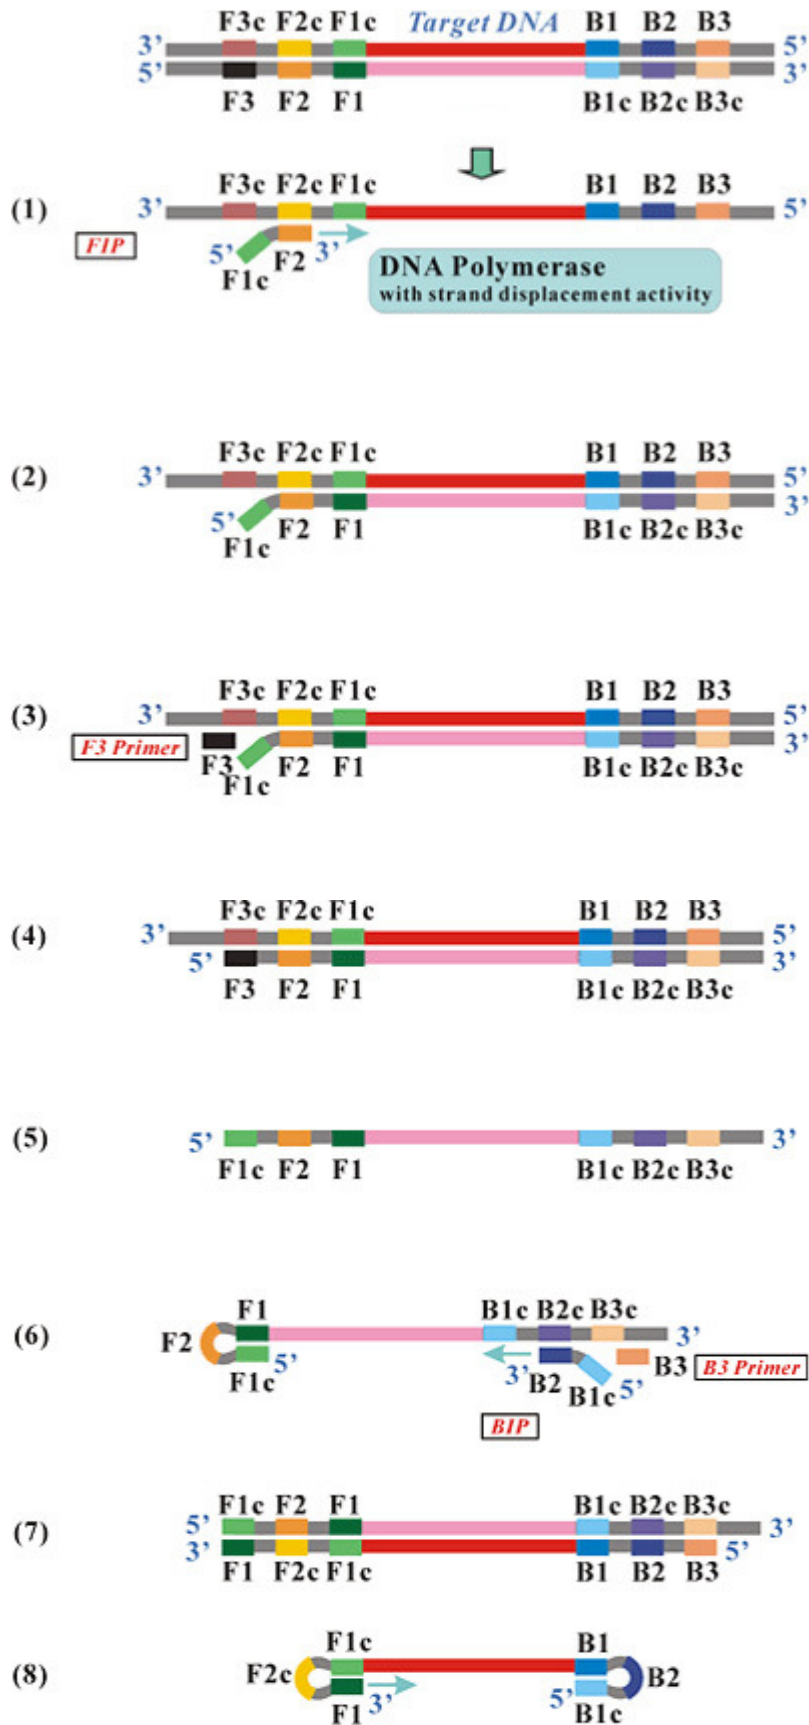 F3c F2c F1c Target DNA B1 B2 B3
3’ 5’
5’ 3’
F3 F2 F1 B1c B2c B3c
F3c F2c F1c B1 B2 B3
(1) 3’ 5’
FIP 5’ F1c F2 3’
DNA Polymerase
with strand displacement activity
F3c F2c F1c B1 B2 B3
(2) 3’ 5’
5’ 3’
F1c F2 F1 B1c B2c B3c
F3c F2c F1c B1 B2 B3
(3) 3’ 5’
F3 Primer 3’
F3 F1c F2 F1 B1c B2c B3c
F3c F2c F1c B1 B2 B3
(4) 3’ 5’
5’ 3’
F3 F2 F1 B1c B2c B3c
(5) 5’ 3’
F1c F2 F1 B1c B2c B3c
F1 B1c B2c B3c
(6) F2 3’
F1c 5’ 3’ B2 B1c 5’ B3 B3 Primer
BIP
F1c F2 F1 B1c B2c B3c
(7) 5’ 3’
3’ 5’
F1 F2c F1c B1 B2 B3
F1c B1
(8) F2c B2
F1 3’ 5’ B1c